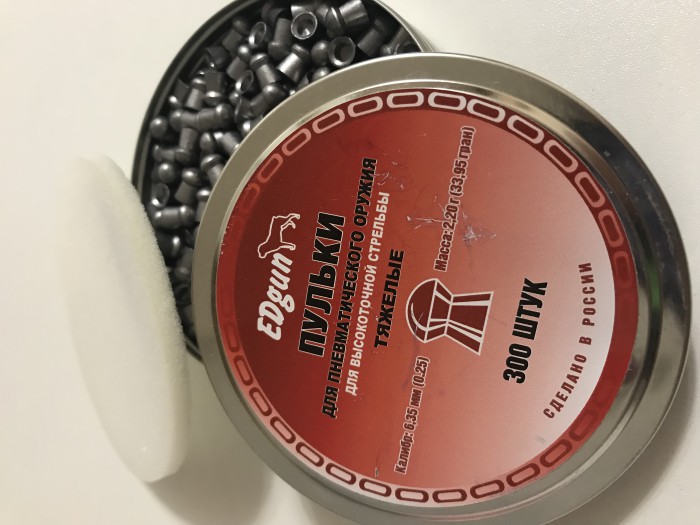 EDgun
ПУЛЬКИ
ДЛЯ ПНЕВМАТИЧЕСКОГО ОРУЖИЯ
ДЛЯ ВЫСОКОТОЧНОЙ СТРЕЛЬБЫ
ТЯЖЕЛЫЕ
Калибр: 6,35 мм (0.25)
Масса: 2,20 г (33,95 гран)
300 ШТУК
СДЕЛАНО В РОССИИ